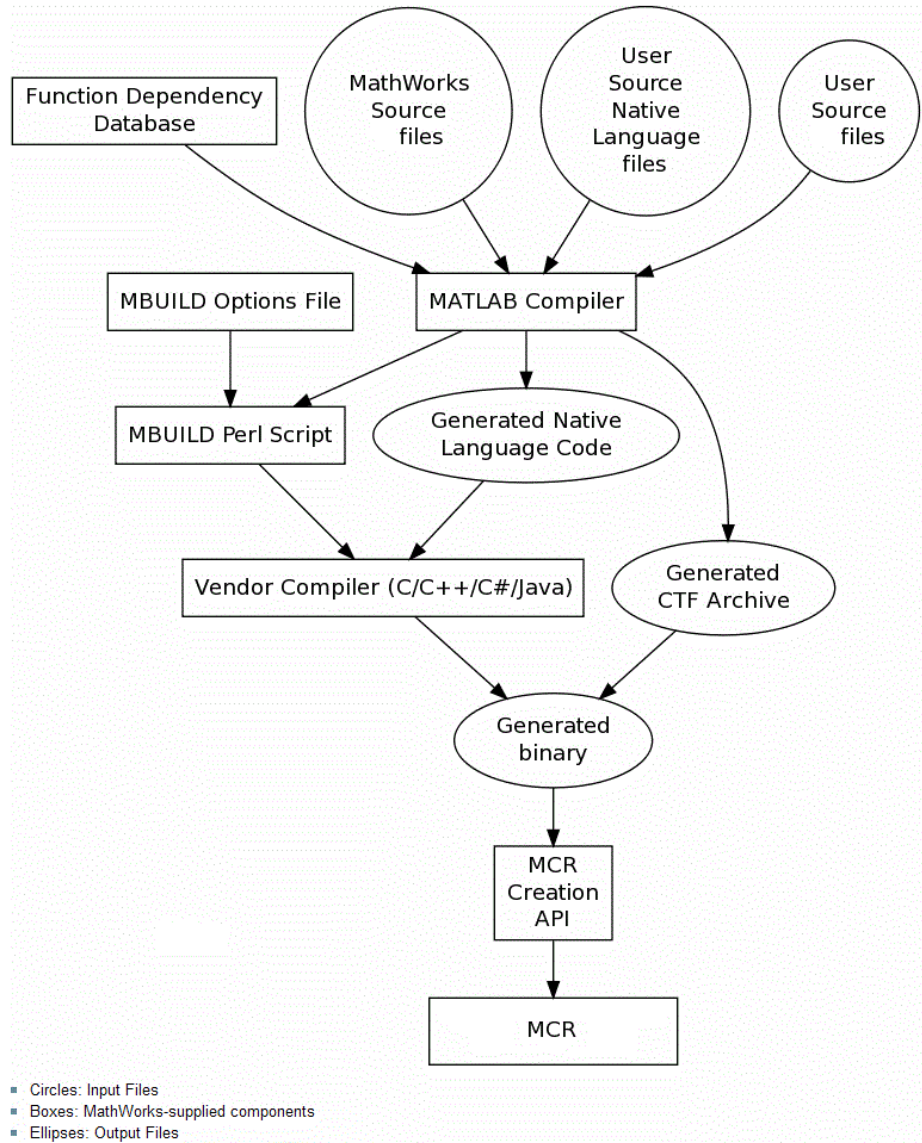 Function Dependency
Database
MathWorks
Source
files
User
Source
Native
Language
files
User
Source
files
MBUILD Options File
MATLAB Compiler
MBUILD Perl Script
Generated Native
Language Code
Vendor Compiler (C/C++/C#/Java)
Generated
CTF Archive
Generated
binary
MCR
Creation
API
MCR
Circles: Input Files
Boxes: MathWorks-supplied components
Ellipses: Output Files